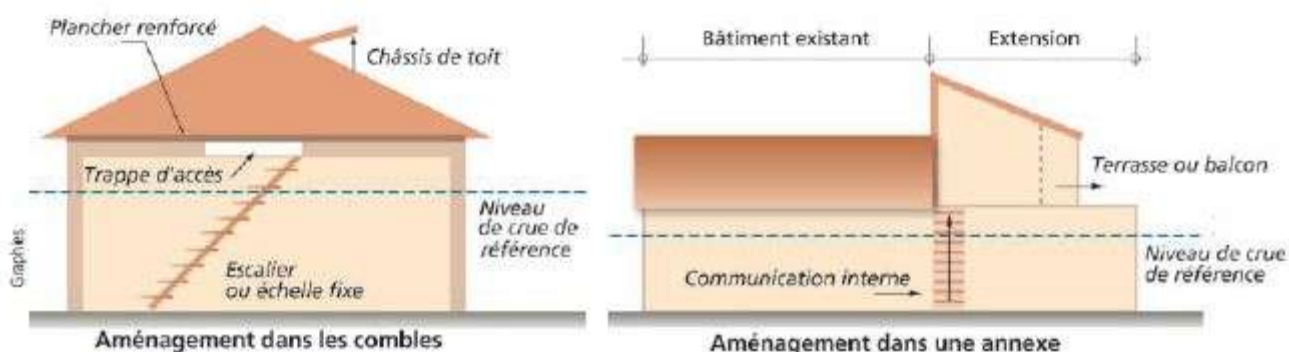 Plancher renforcé
Châssis de toit
Trappe d'accès
Niveau
de crue de
référence
Escalier
ou échelle fixe
Graphies
Aménagement dans les combles
Bâtiment existant
Extension
Terrasse ou balcon
Niveau de crue
de référence
Communication interne
Aménagement dans une annexe